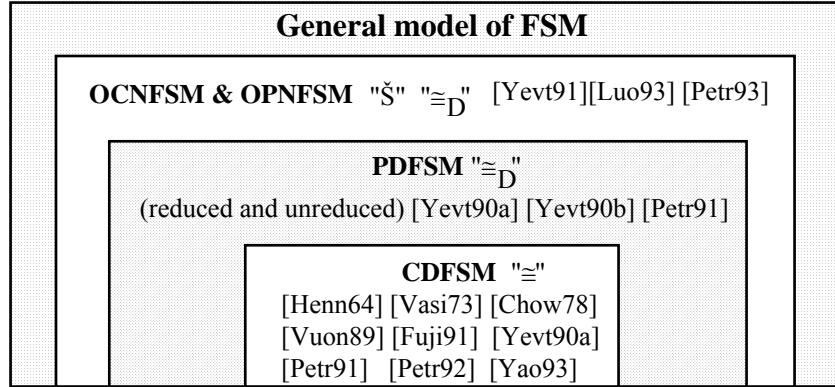 General model of FSM
OCNFSM & OPNFSM "Š" "≅D" [Yevt91][Luo93] [Petr93]
PDFSM "≅D"
(reduced and unreduced) [Yevt90a] [Yevt90b] [Petr91]
CDFSM "≅"
[Henn64] [Vasi73] [Chow78]
[Vuon89] [Fuji91] [Yevt90a]
[Petr91] [Petr92] [Yao93]